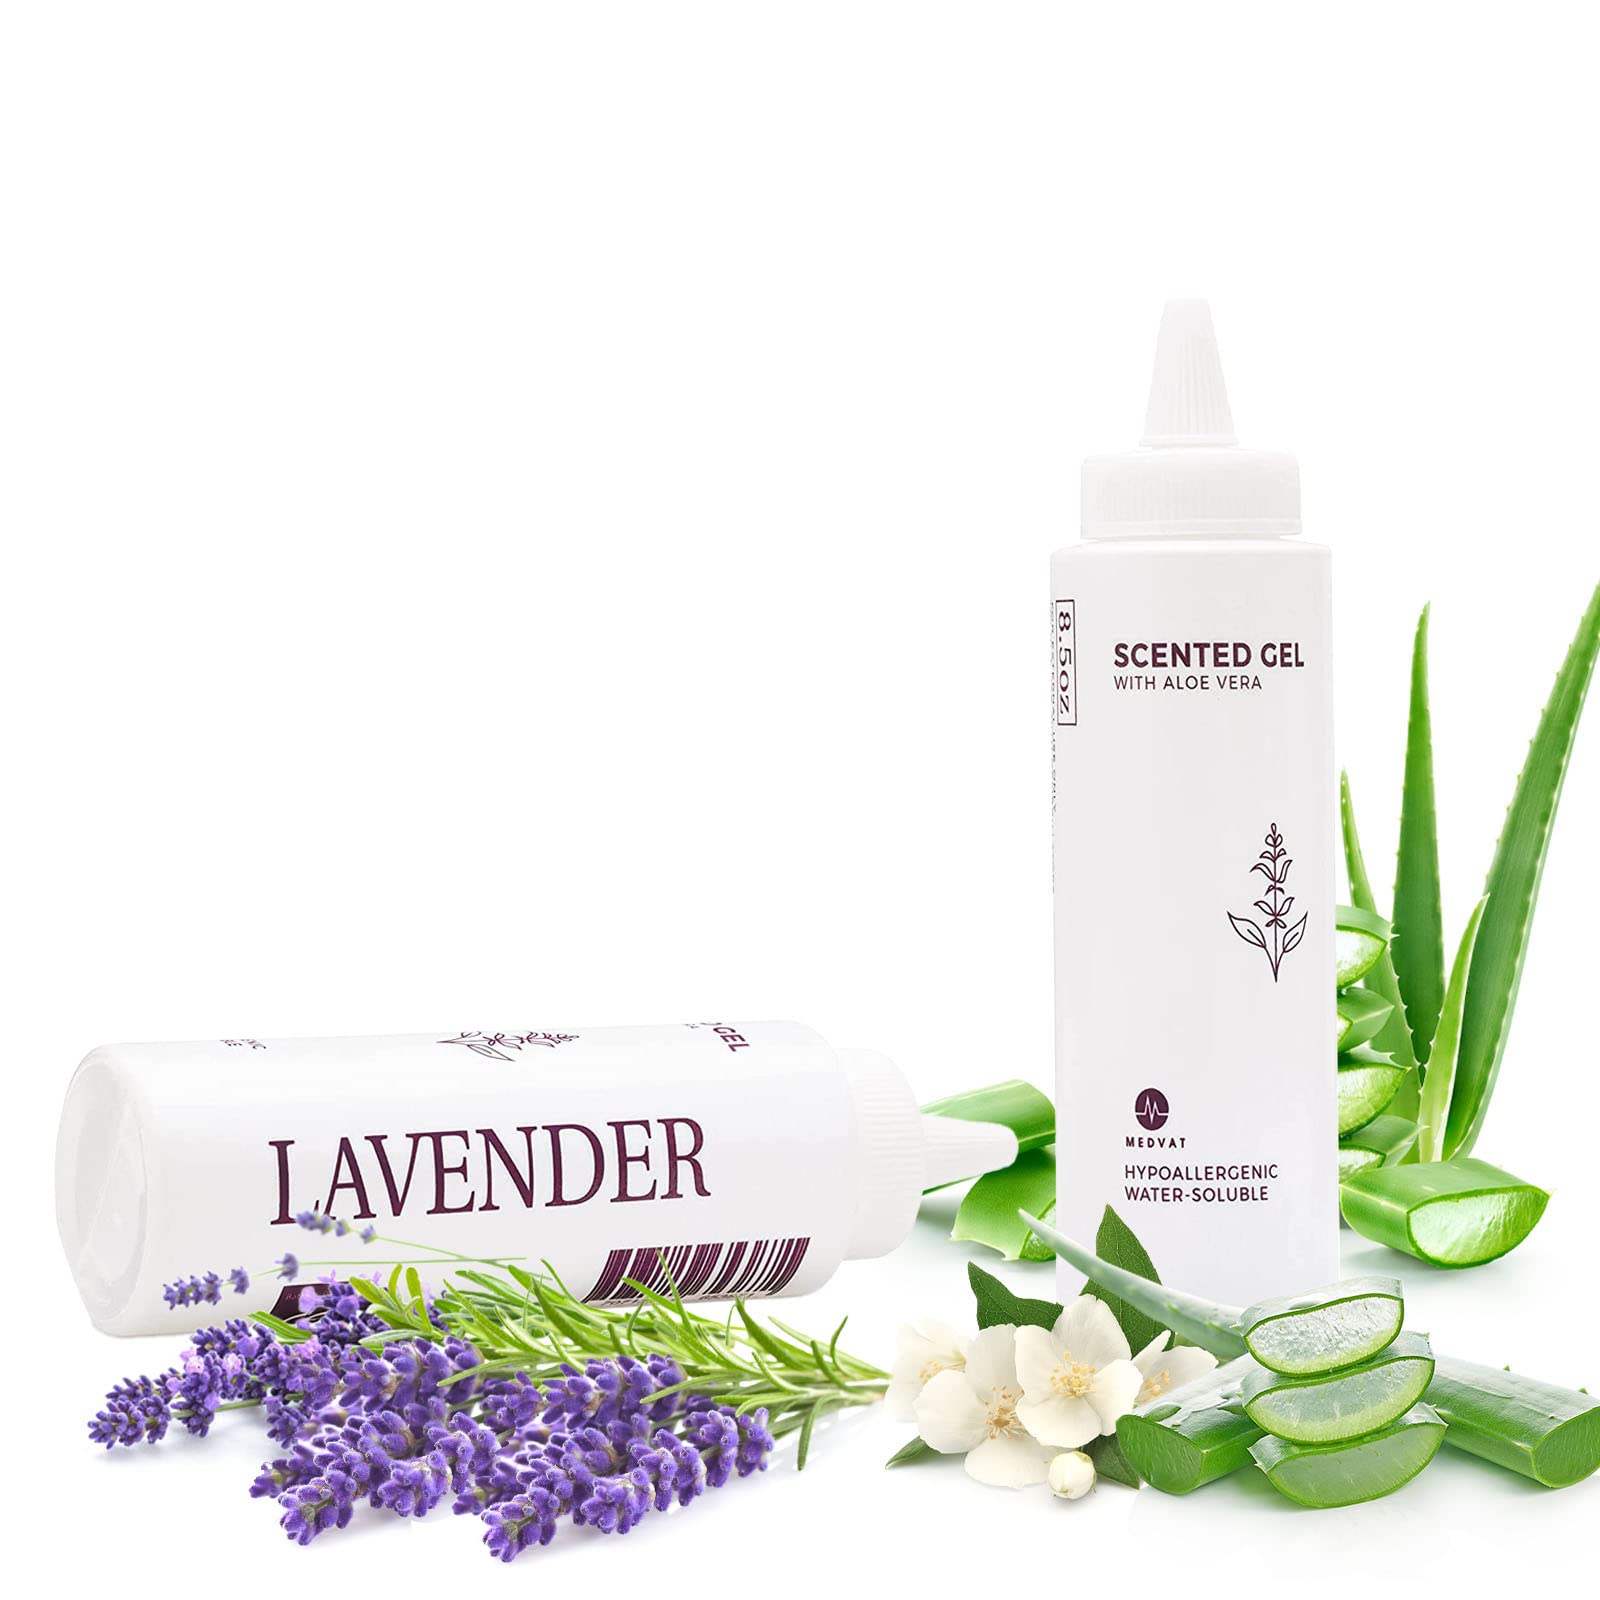 8.5OZ
SCENTED GEL
WITH ALOE VERA
MEDVAT
HYPOALLERGENIC
WATER-SOLUBLE
GEL
LAVENDER